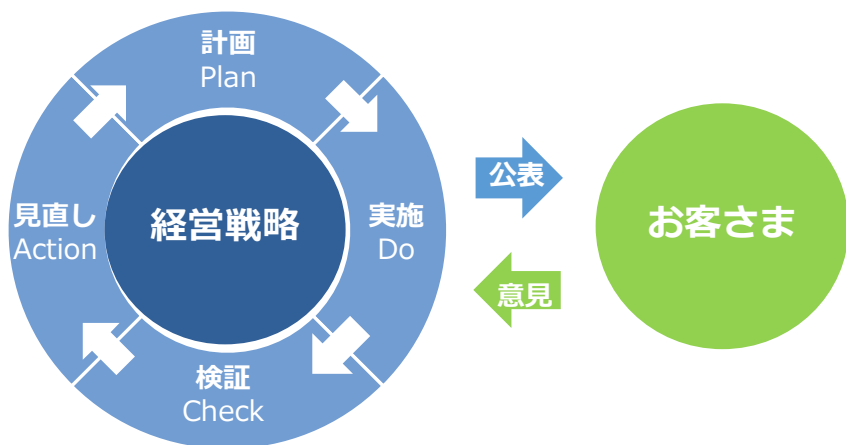 計画
Plan
実施
Do
検証
Check
見直し
Action
経営戦略
公表
意見
お客さま